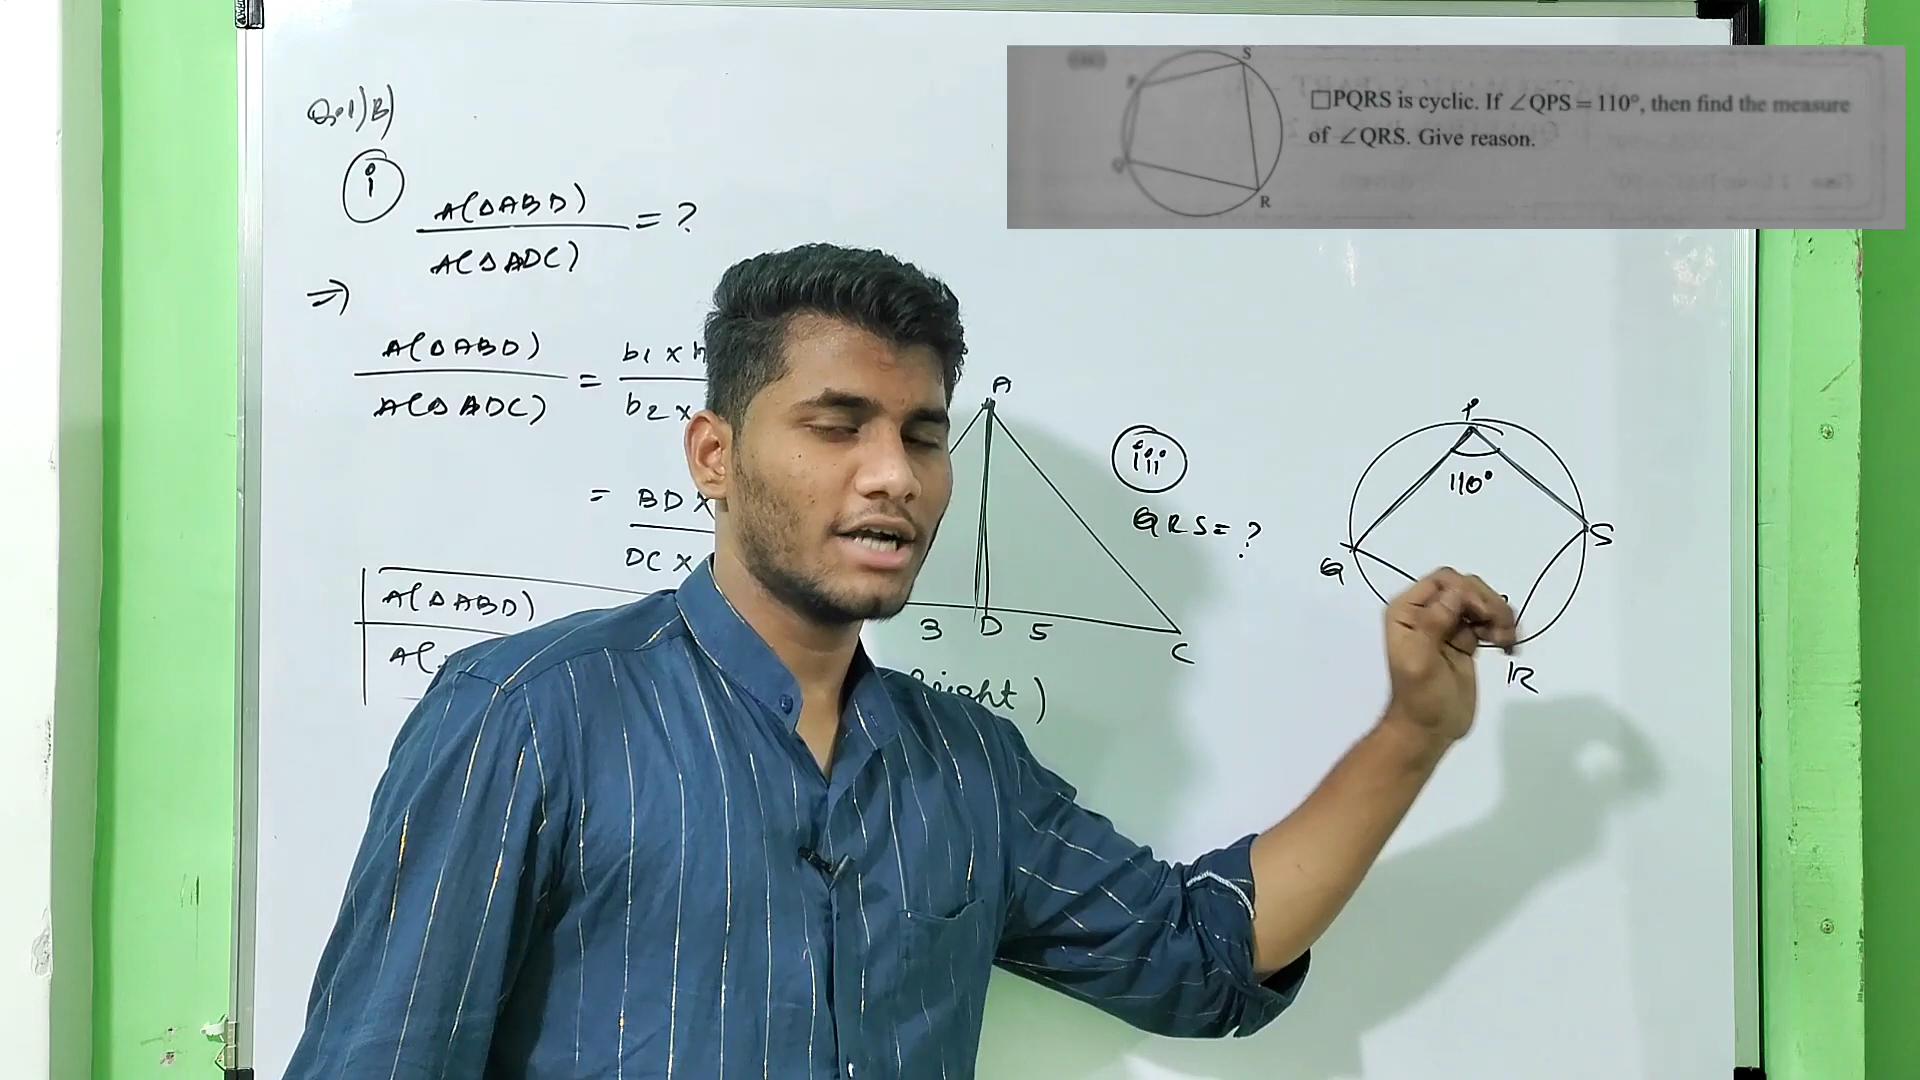 Q.1) B)
i
A(△ABD)
A(△ADC)
= ?
⇒
A(△ABD)
A(△ADC)
=
b1 × h
b2 ×
= BD ×
DC ×
A(△ABD)
A(
A
3 D 5
C
height )
iii
QRS = ?
P
110°
Q
S
R
S
P
Q
R
□PQRS is cyclic. If ∠QPS = 110°, then find the measure
of ∠QRS. Give reason.